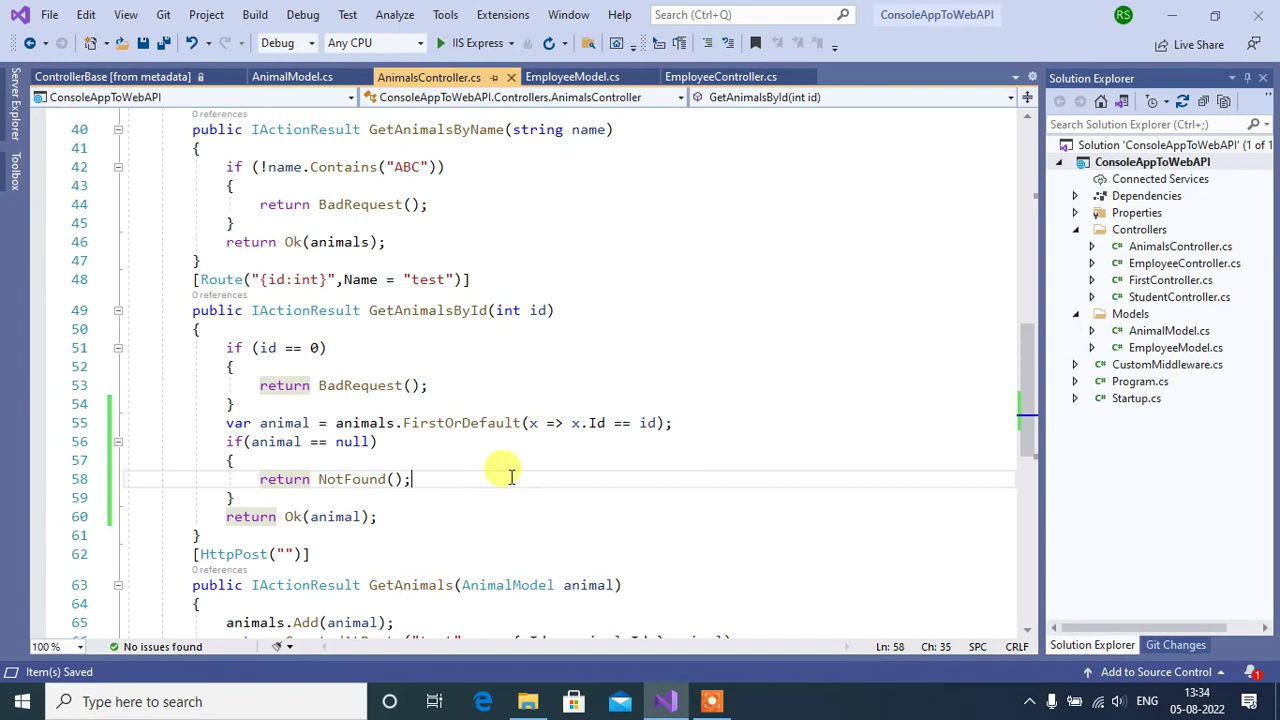 File Edit View Git Project Build Debug Test Analyze Tools Extensions Window Help Search (Ctrl+Q) ConsoleAppToWebAPI RS
Debug Any CPU IIS Express Live Share
ControllerBase [from metadata] AnimalModel.cs AnimalsController.cs EmployeeModel.cs EmployeeController.cs
ConsoleAppToWebAPI ConsoleAppToWebAPI.Controllers.AnimalsController GetAnimalsById(int id)
Server Explorer
Toolbox
0 references
40 public IActionResult GetAnimalsByName(string name)
41 {
42 if (!name.Contains("ABC"))
43 {
44 return BadRequest();
45 }
46 return Ok(animals);
47 }
48 [Route("{id:int}",Name = "test")]
0 references
49 public IActionResult GetAnimalsById(int id)
50 {
51 if (id == 0)
52 {
53 return BadRequest();
54 }
55 var animal = animals.FirstOrDefault(x => x.Id == id);
56 if(animal == null)
57 {
58 return NotFound();
59 }
60 return Ok(animal);
61 }
62 [HttpPost("")]
0 references
63 public IActionResult GetAnimals(AnimalModel animal)
64 {
65 animals.Add(animal);
100 % No issues found Ln: 58 Ch: 35 SPC CRLF
Solution Explorer
Search Solution Explorer (Ctrl+;)
Solution 'ConsoleAppToWebAPI' (1 of 1
ConsoleAppToWebAPI
Connected Services
Dependencies
Properties
Controllers
C# AnimalsController.cs
C# EmployeeController.cs
C# FirstController.cs
C# StudentController.cs
Models
C# AnimalModel.cs
C# EmployeeModel.cs
C# CustomMiddleware.cs
C# Program.cs
C# Startup.cs
Solution Explorer Git Changes
Item(s) Saved Add to Source Control 1
Type here to search ENG 13:34
05-08-2022